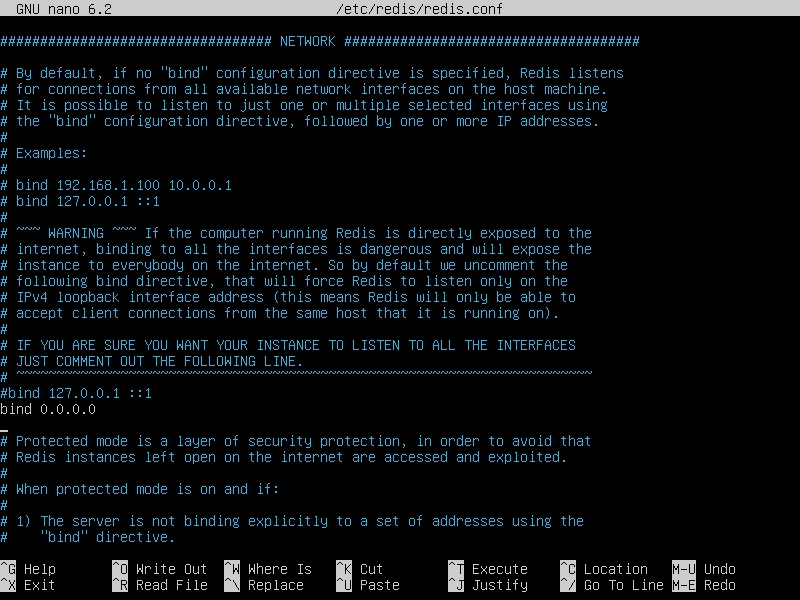 GNU nano 6.2 /etc/redis/redis.conf
################################## NETWORK #####################################
# By default, if no "bind" configuration directive is specified, Redis listens
# for connections from all available network interfaces on the host machine.
# It is possible to listen to just one or multiple selected interfaces using
# the "bind" configuration directive, followed by one or more IP addresses.
#
# Examples:
#
# bind 192.168.1.100 10.0.0.1
# bind 127.0.0.1 ::1
#
# ~~~ WARNING ~~~ If the computer running Redis is directly exposed to the
# internet, binding to all the interfaces is dangerous and will expose the
# instance to everybody on the internet. So by default we uncomment the
# following bind directive, that will force Redis to listen only on the
# IPv4 loopback interface address (this means Redis will only be able to
# accept client connections from the same host that it is running on).
#
# IF YOU ARE SURE YOU WANT YOUR INSTANCE TO LISTEN TO ALL THE INTERFACES
# JUST COMMENT OUT THE FOLLOWING LINE.
# ~~~~~~~~~~~~~~~~~~~~~~~~~~~~~~~~~~~~~~~~~~~~~~~~~~~~~~~~~~~~~~~~~~~~~~~~
#bind 127.0.0.1 ::1
bind 0.0.0.0
# Protected mode is a layer of security protection, in order to avoid that
# Redis instances left open on the internet are accessed and exploited.
#
# When protected mode is on and if:
#
# 1) The server is not binding explicitly to a set of addresses using the
#    "bind" directive.
^G Help ^O Write Out ^W Where Is ^K Cut ^T Execute ^C Location M-U Undo
^X Exit ^R Read File ^\ Replace ^U Paste ^J Justify ^/ Go To Line M-E Redo